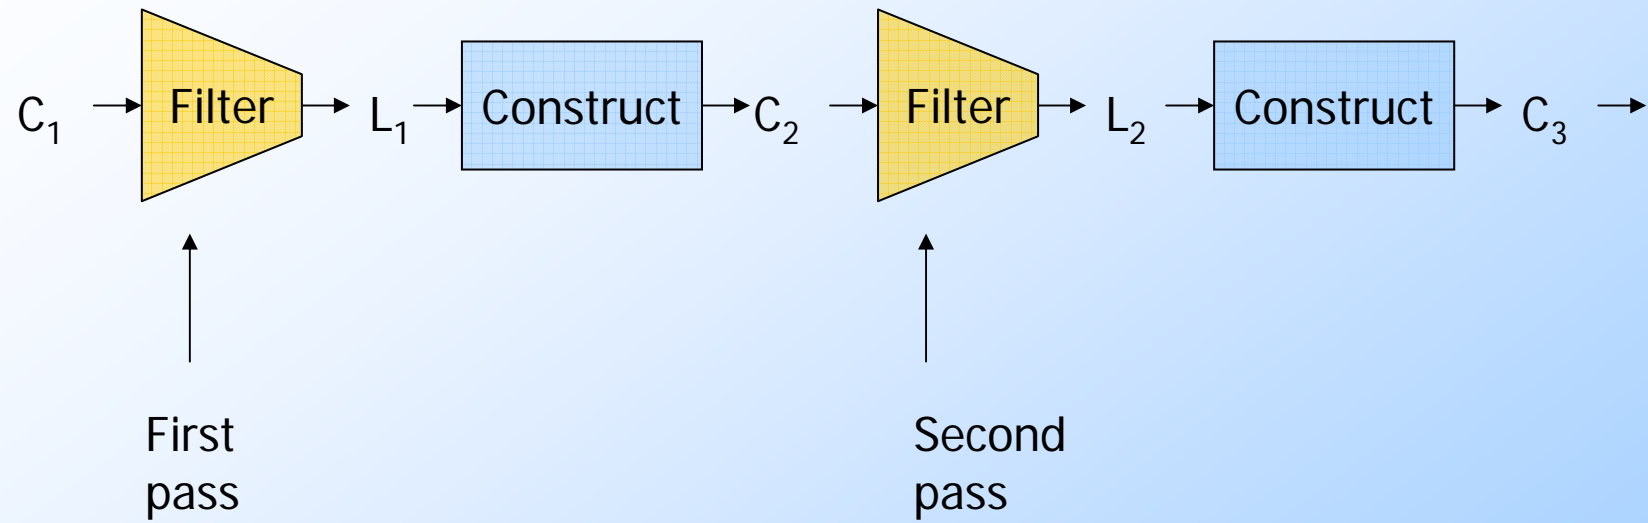 C₁ Filter L₁ Construct C₂ Filter L₂ Construct C₃
First pass
Second pass